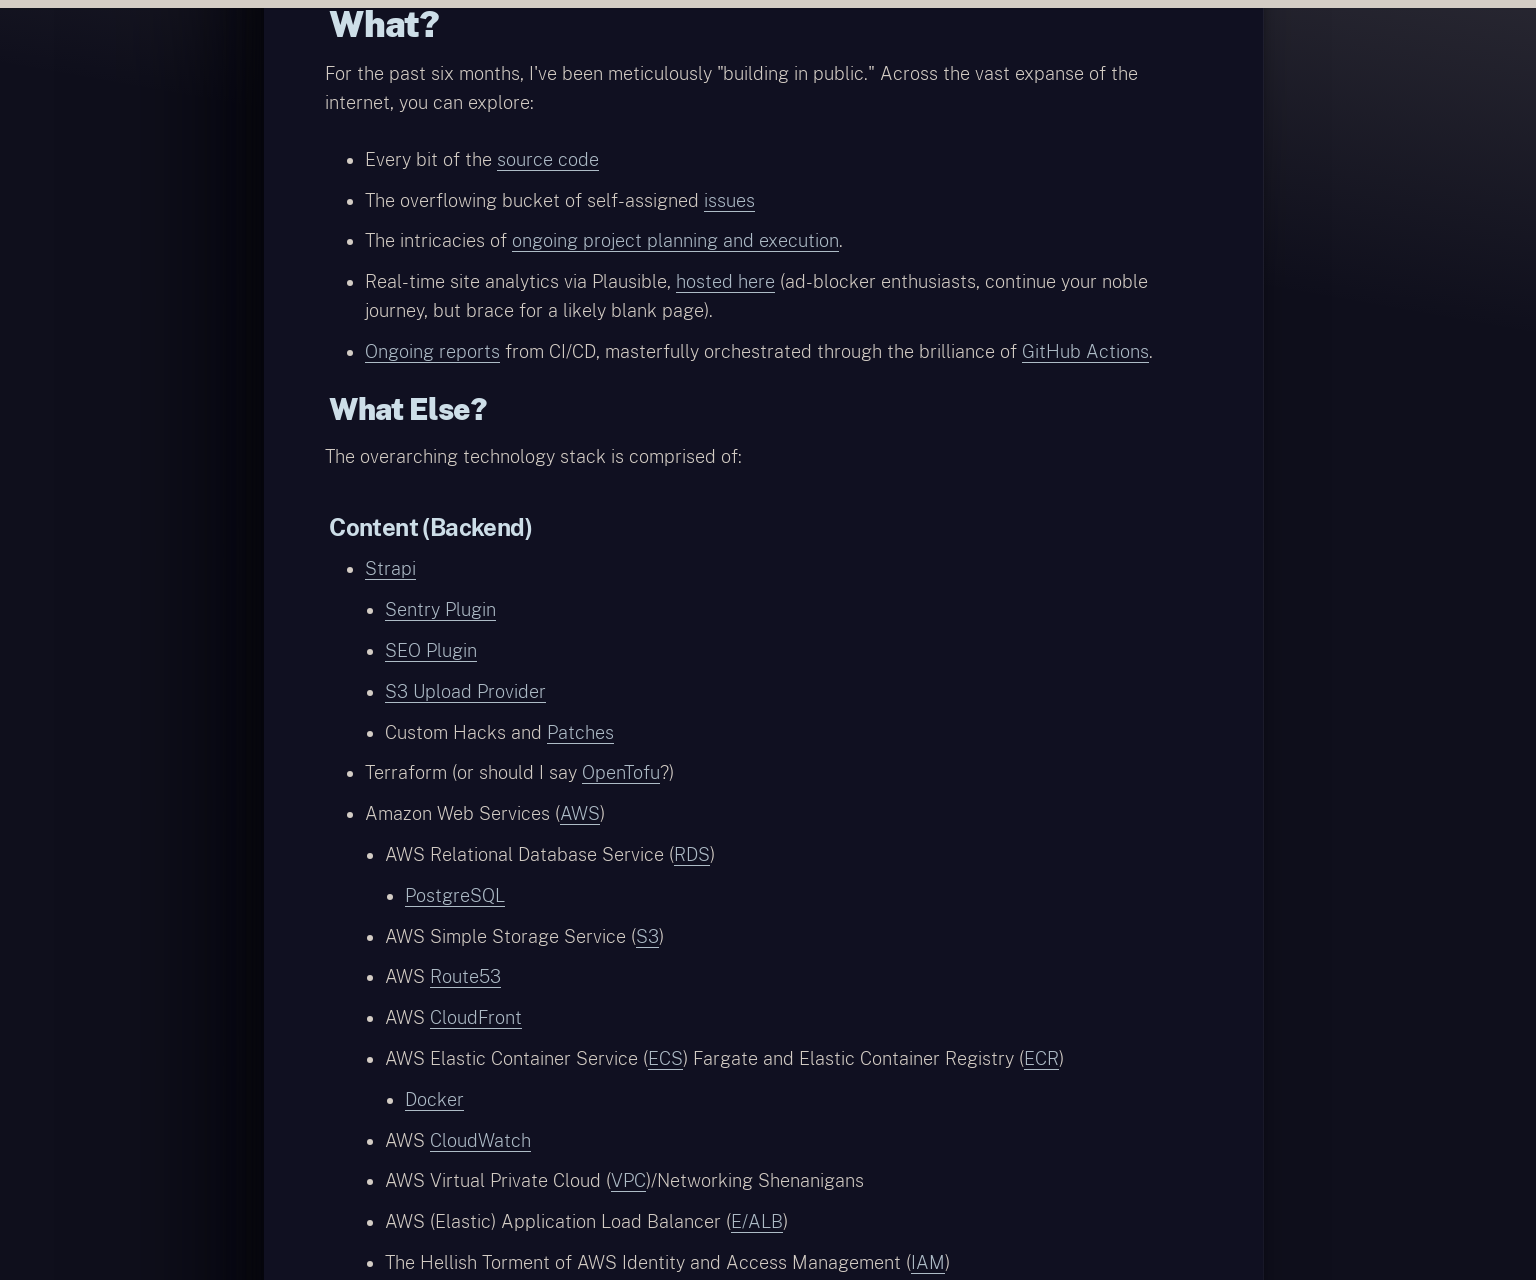 What?
For the past six months, I've been meticulously "building in public." Across the vast expanse of the
internet, you can explore:
Every bit of the source code
The overflowing bucket of self-assigned issues
The intricacies of ongoing project planning and execution.
Real-time site analytics via Plausible, hosted here (ad-blocker enthusiasts, continue your noble
journey, but brace for a likely blank page).
Ongoing reports from CI/CD, masterfully orchestrated through the brilliance of GitHub Actions.
What Else?
The overarching technology stack is comprised of:
Content (Backend)
Strapi
Sentry Plugin
SEO Plugin
S3 Upload Provider
Custom Hacks and Patches
Terraform (or should I say OpenTofu?)
Amazon Web Services (AWS)
AWS Relational Database Service (RDS)
PostgreSQL
AWS Simple Storage Service (S3)
AWS Route53
AWS CloudFront
AWS Elastic Container Service (ECS) Fargate and Elastic Container Registry (ECR)
Docker
AWS CloudWatch
AWS Virtual Private Cloud (VPC)/Networking Shenanigans
AWS (Elastic) Application Load Balancer (E/ALB)
The Hellish Torment of AWS Identity and Access Management (IAM)